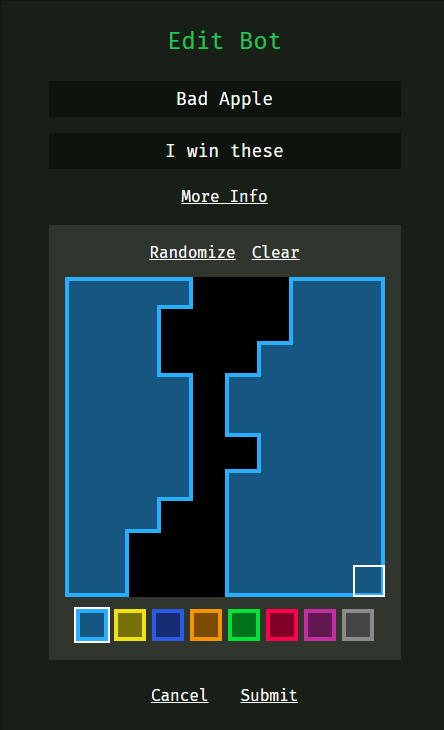 Edit Bot
Bad Apple
I win these
More Info
Randomize Clear
Cancel Submit